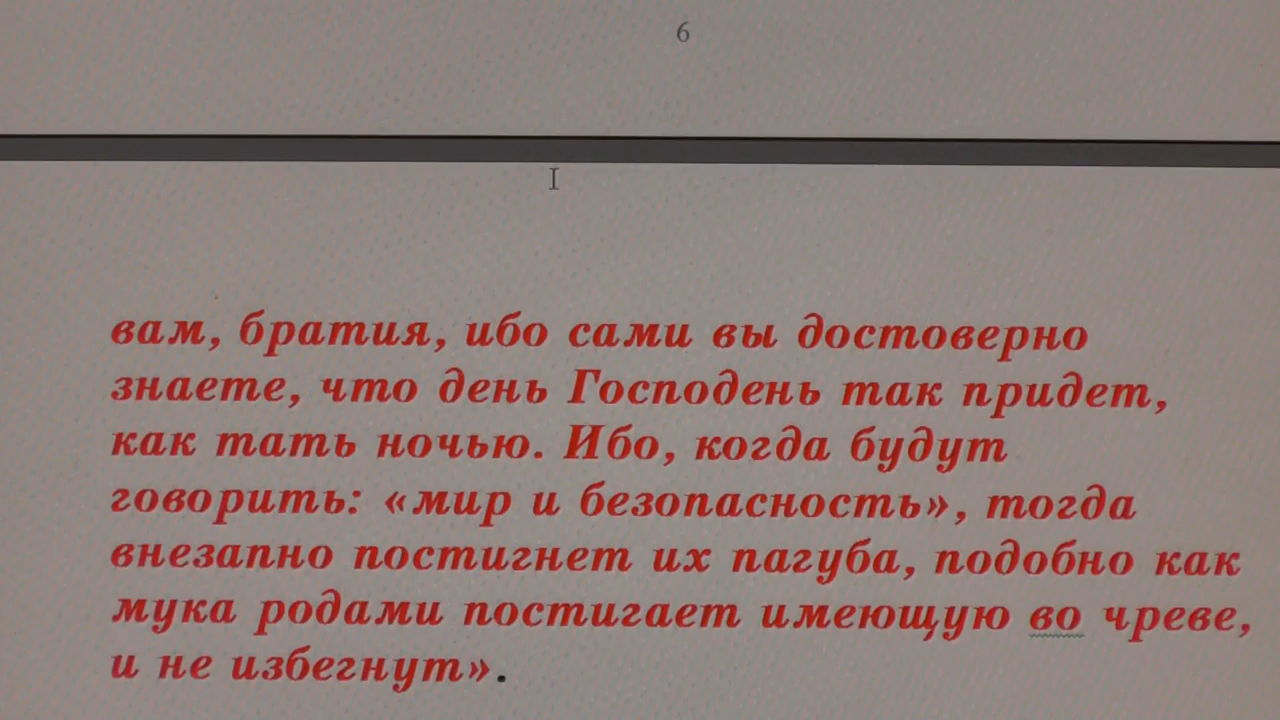 6
вам, братия, ибо сами вы достоверно
знаете, что день Господень так придет,
как тать ночью. Ибо, когда будут
говорить: «мир и безопасность», тогда
внезапно постигнет их пагуба, подобно как
мука родами постигает имеющую во чреве,
и не избегнут».